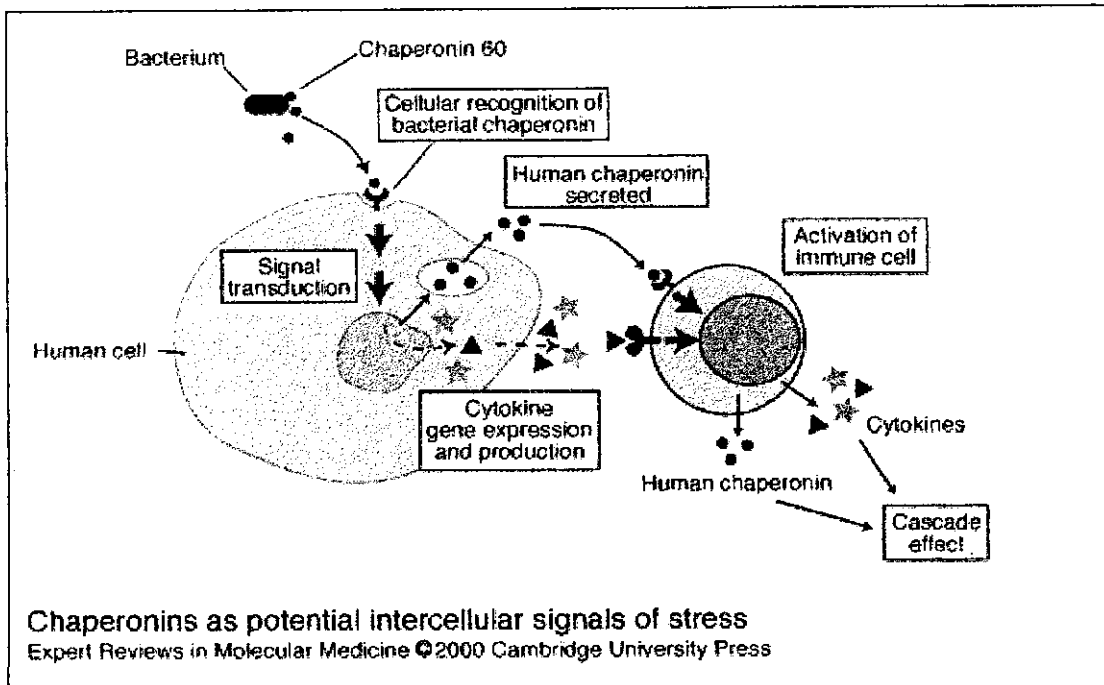 Bacterium
Chaperonin 60
Cellular recognition of
bacterial chaperonin
Human chaperonin
secreted
Activation of
immune cell
Signal
transduction
Human cell
Cytokine
gene expression
and production
Cytokines
Human chaperonin
Cascade
effect
Chaperonins as potential intercellular signals of stress
Expert Reviews in Molecular Medicine ©2000 Cambridge University Press